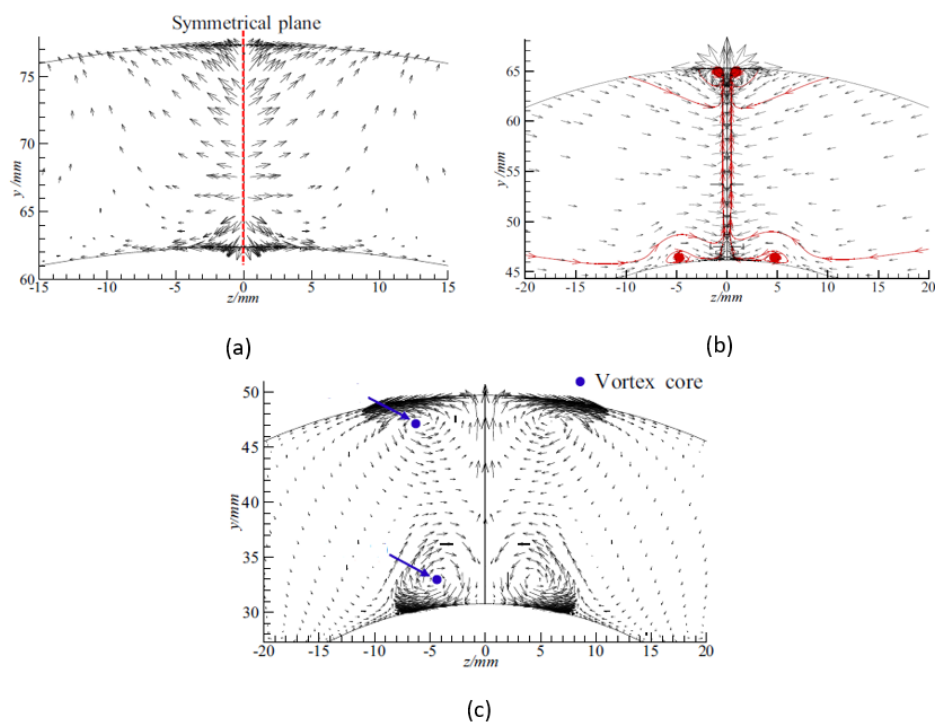 Symmetrical plane
75
70
65
60
y /mm
-15 -10 -5 0 5 10 15
z/mm
(a)
65
60
55
50
45
y/mm
-20 -15 -10 -5 0 5 10 15 20
z/mm
(b)
Vortex core
50
45
40
35
30
y/mm
-20 -15 -10 -5 0 5 10 15 20
z/mm
(c)